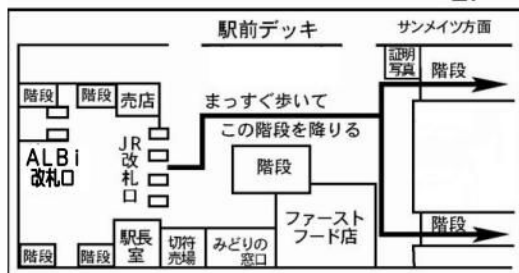 駅前デッキ
サンメイツ方面
証明
写真
階段
階段
階段
売店
まっすぐ歩いて
この階段を降りる
ALBi
改札口
JR
改
札
口
階段
ファースト
フード店
階段
階段
階段
駅長
室
切符
売場
みどりの
窓口